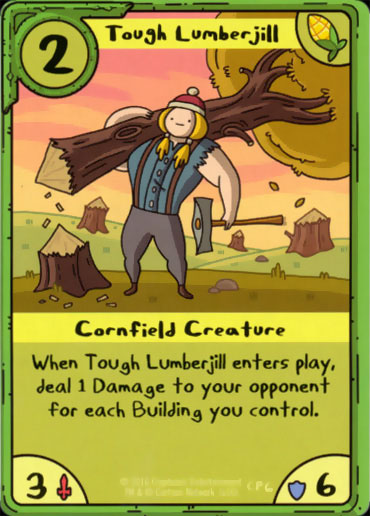 2
Tough Lumberjill
Cornfield Creature
When Tough Lumberjill enters play,
deal 1 Damage to your opponent
for each Building you control.
3
6
CP6